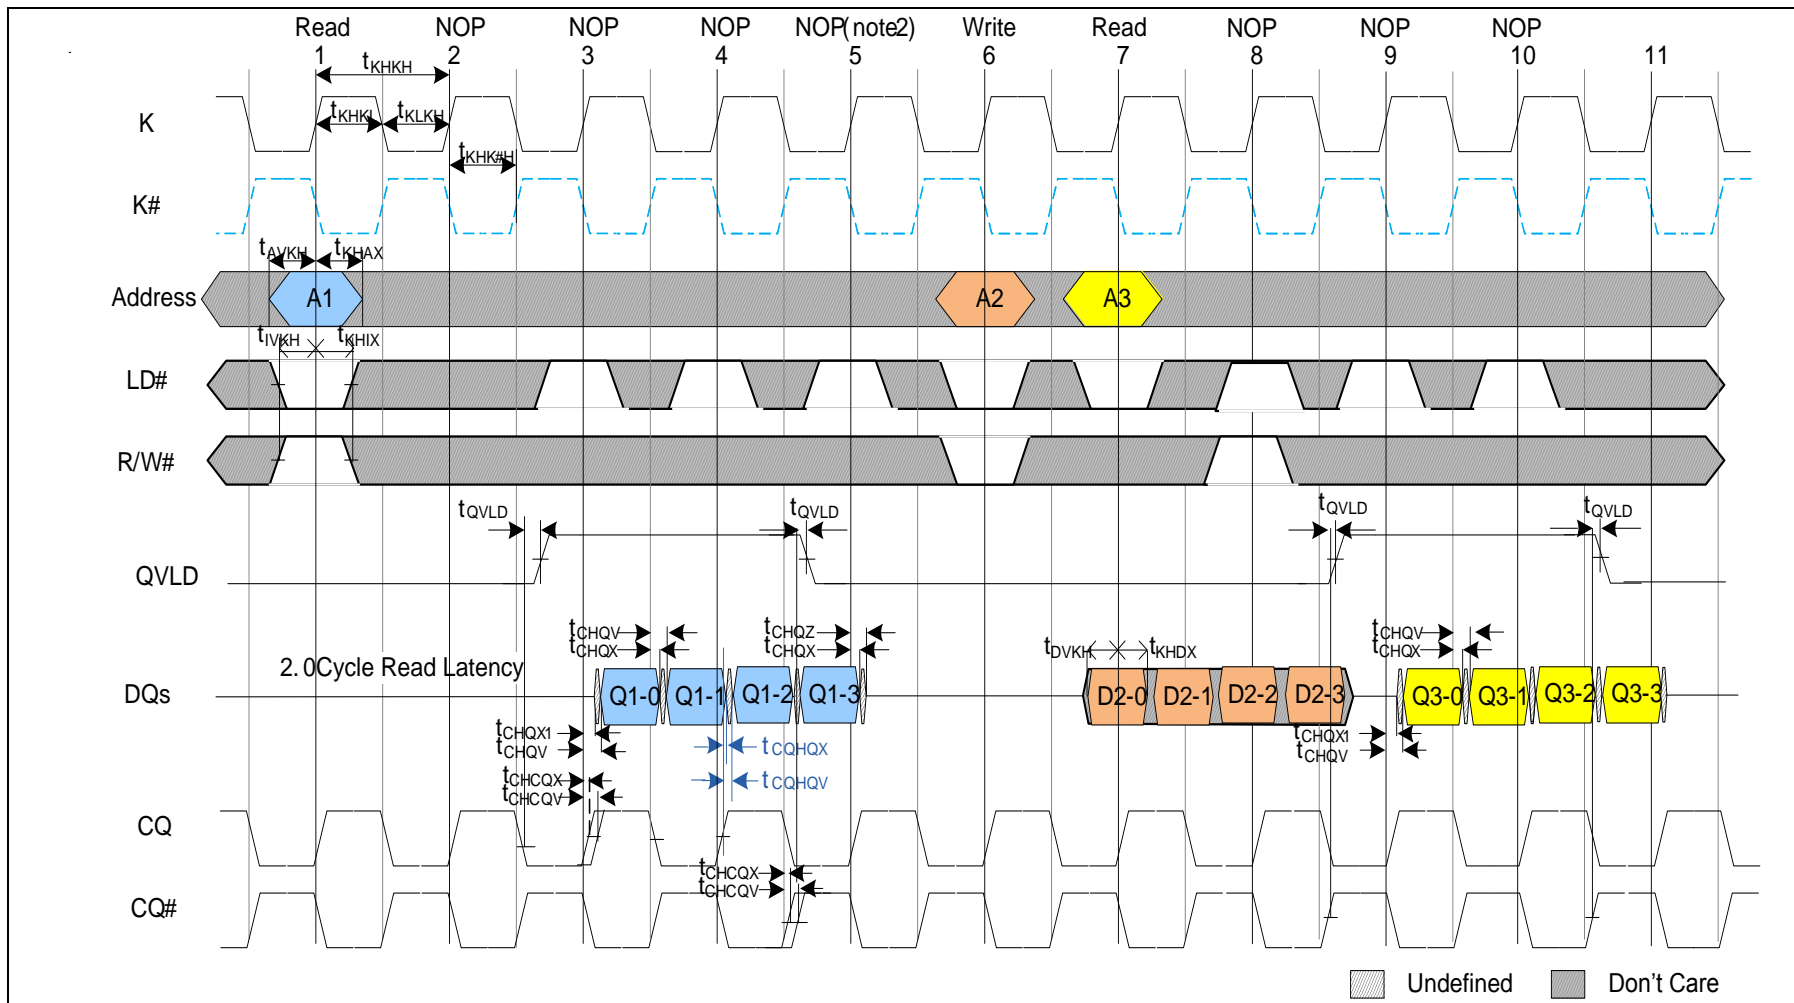 Read NOP NOP NOP NOP(note2) Write Read NOP NOP NOP
1 2 3 4 5 6 7 8 9 10 11
tKHKH
tKHKL tKLKH
K
tKHK#H
K#
tAVKH tKHAX
Address A1 A2 A3
tIVKH tKHIX
LD#
R/W#
tQVLD tQVLD tQVLD tQVLD
QVLD
tCHQV tCHQZ tCHQV
tCHQX tCHQX tDVKH tKHDX tCHQX
2.0Cycle Read Latency
DQs Q1-0 Q1-1 Q1-2 Q1-3 D2-0 D2-1 D2-2 D2-3 Q3-0 Q3-1 Q3-2 Q3-3
tCHQX1 tCQHQX tCHQX1
tCHQV tCHQV
tCHCQX tCQHQV
tCHCQV
CQ
tCHCQX
tCHCQV
CQ#
Undefined Don't Care